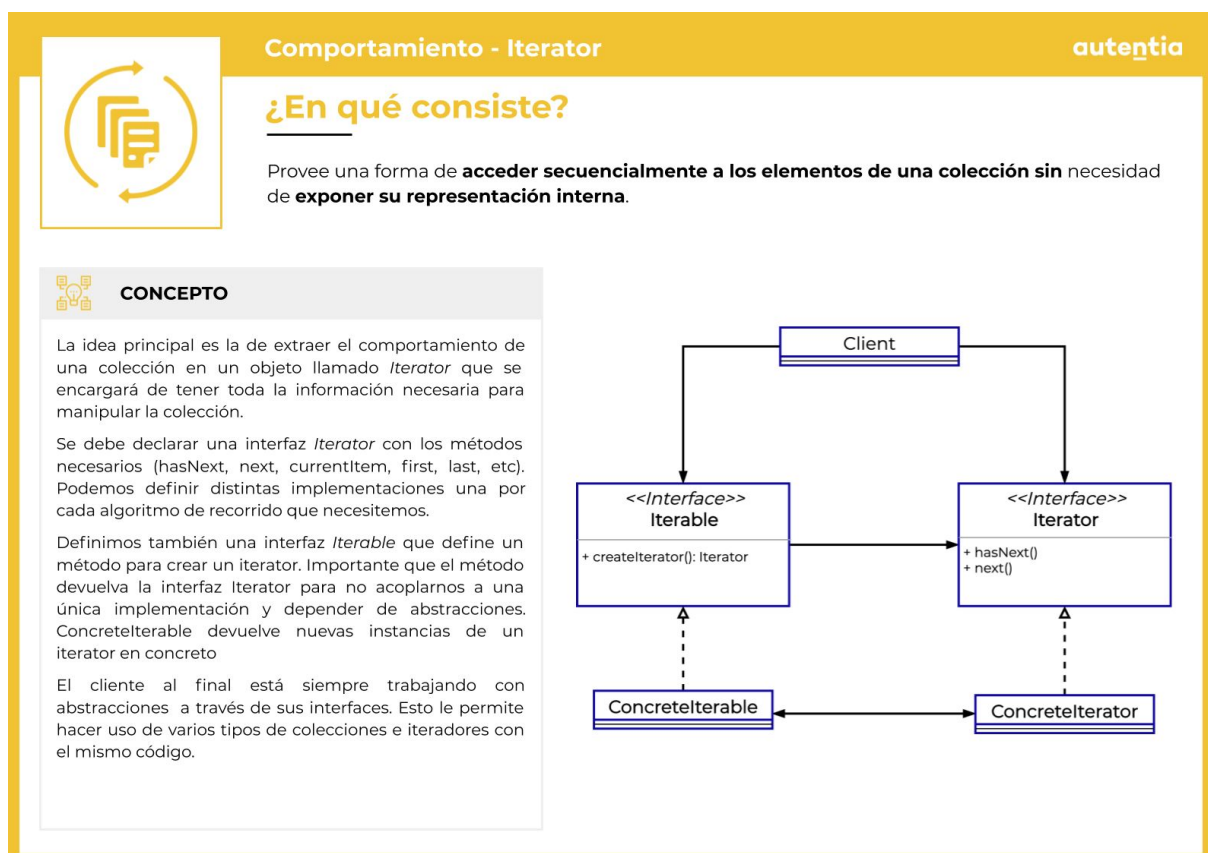 Comportamiento - Iterator
autentia
¿En qué consiste?
Provee una forma de acceder secuencialmente a los elementos de una colección sin necesidad
de exponer su representación interna.
CONCEPTO
La idea principal es la de extraer el comportamiento de
una colección en un objeto llamado Iterator que se
encargará de tener toda la información necesaria para
manipular la colección.
Se debe declarar una interfaz Iterator con los métodos
necesarios (hasNext, next, currentItem, first, last, etc).
Podemos definir distintas implementaciones una por
cada algoritmo de recorrido que necesitemos.
Definimos también una interfaz Iterable que define un
método para crear un iterator. Importante que el método
devuelva la interfaz Iterator para no acoplarnos a una
única implementación y depender de abstracciones.
ConcreteIterable devuelve nuevas instancias de un
iterator en concreto
El cliente al final está siempre trabajando con
abstracciones a través de sus interfaces. Esto le permite
hacer uso de varios tipos de colecciones e iteradores con
el mismo código.
Client
<<Interface>>
Iterable
+ createIterator(): Iterator
<<Interface>>
Iterator
+ hasNext()
+ next()
ConcreteIterable
ConcreteIterator